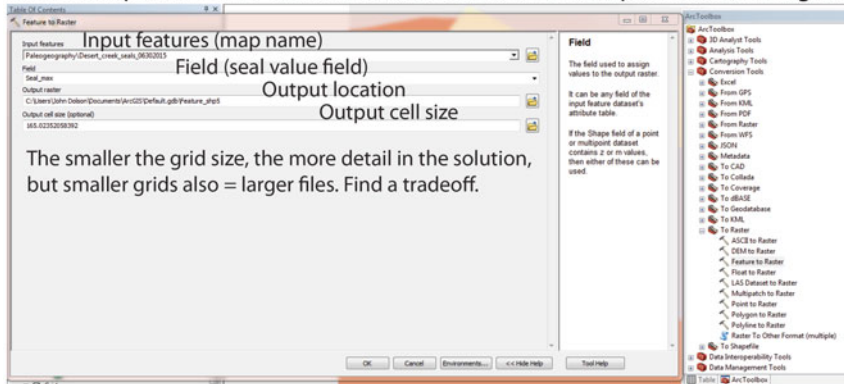 Table Of Contents
Feature to Raster
Input features
Input features (map name)
Paleogeography\Desert_creek_seals_06302015
Field
Field (seal value field)
Seal_max
Output raster
Output location
C:\Users\John Dolson\Documents\ArcGIS\Default.gdb\Feature_shp5
Output cell size (optional)
Output cell size
165.02352058392
The smaller the grid size, the more detail in the solution,
but smaller grids also = larger files. Find a tradeoff.
OK
Cancel
Environments...
<< Hide Help
Tool Help
Field
The field used to assign
values to the output raster.
It can be any field of the
input feature dataset's
attribute table.
If the Shape field of a point
or multipoint dataset
contains z or m values,
then either of these can be
used.
ArcToolbox
ArcToolbox
3D Analyst Tools
Analysis Tools
Cartography Tools
Conversion Tools
Excel
From GPS
From KML
From PDF
From Raster
From WFS
JSON
Metadata
To CAD
To Collada
To Coverage
To dBASE
To Geodatabase
To KML
To Raster
ASCII to Raster
DEM to Raster
Feature to Raster
Float to Raster
LAS Dataset to Raster
Multipatch to Raster
Point to Raster
Polygon to Raster
Polyline to Raster
Raster To Other Format (multiple)
To Shapefile
Data Interoperability Tools
Data Management Tools
Table
ArcToolbox